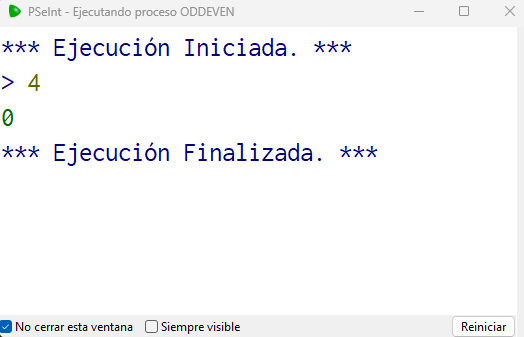 PSeInt - Ejecutando proceso ODDEVEN
*** Ejecución Iniciada. ***
> 4
0
*** Ejecución Finalizada. ***
No cerrar esta ventana
Siempre visible
Reiniciar